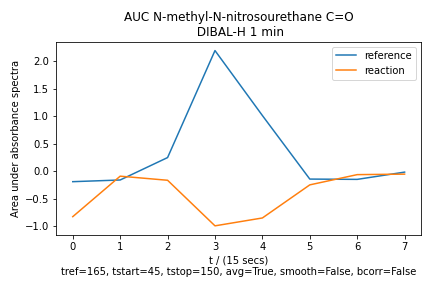 AUC N-methyl-N-nitrosourethane C=O
DIBAL-H 1 min
reference
reaction
Area under absorbance spectra
2.0
1.5
1.0
0.5
0.0
−0.5
−1.0
0 1 2 3 4 5 6 7
t / (15 secs)
tref=165, tstart=45, tstop=150, avg=True, smooth=False, bcorr=False